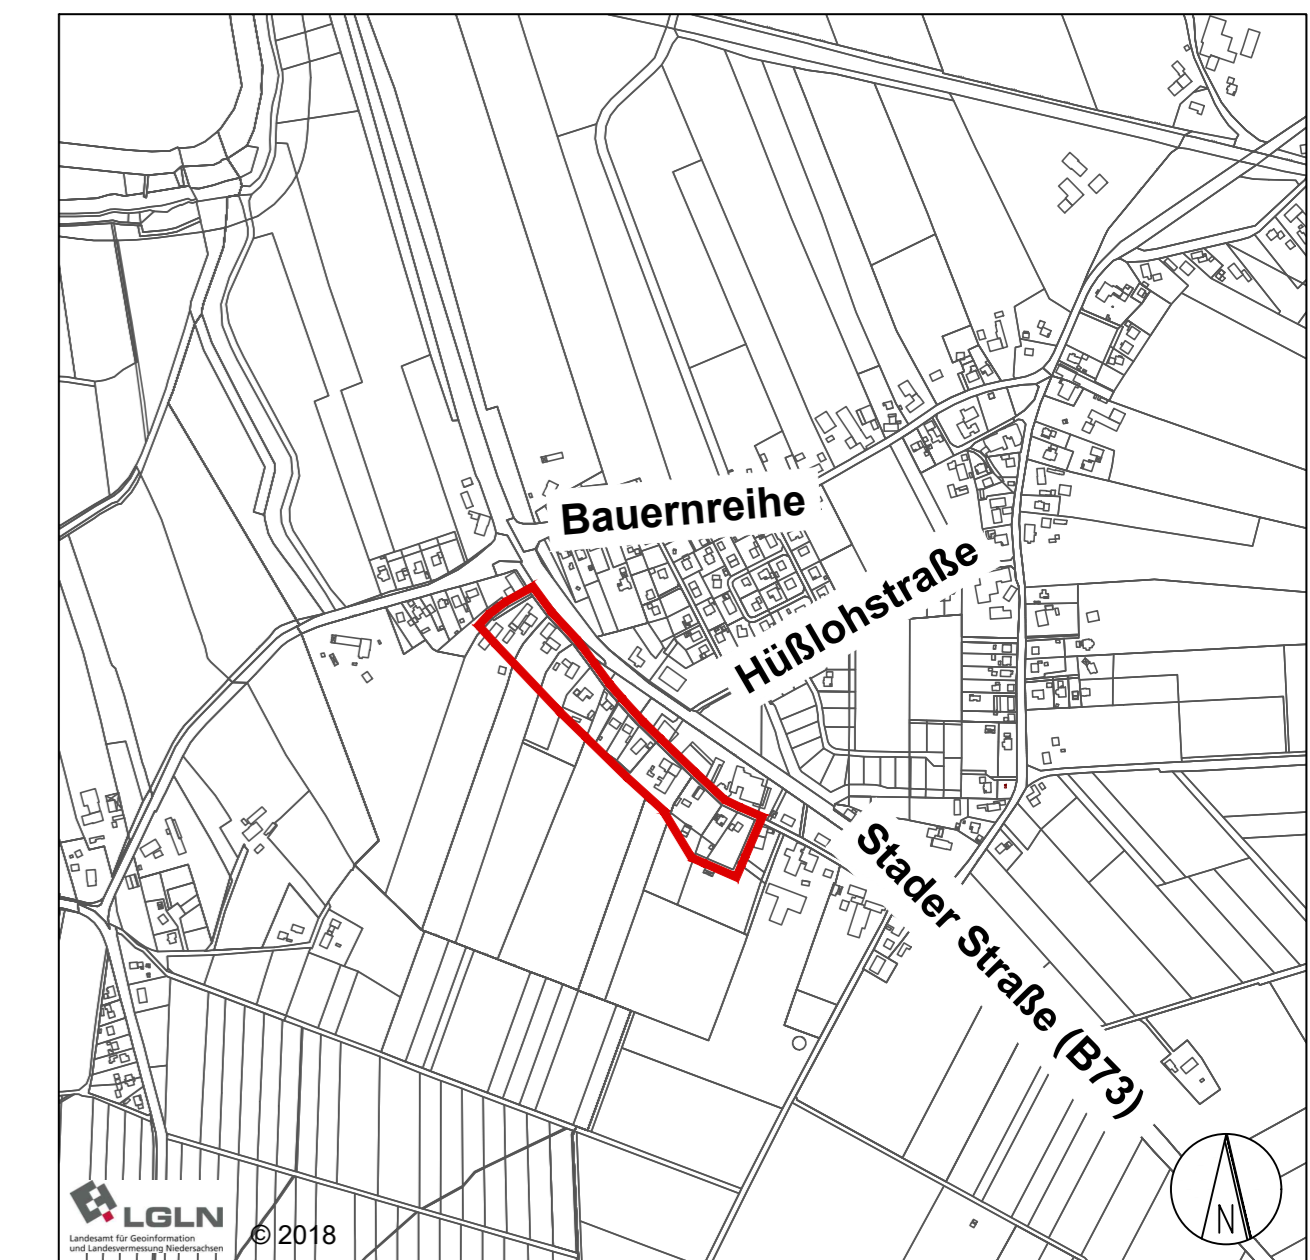 Bauernreihe
Hüßlohstraße
Stader Straße (B73)
LGLN
Landesamt für Geoinformation
und Landesvermessung Niedersachsen
© 2018
N